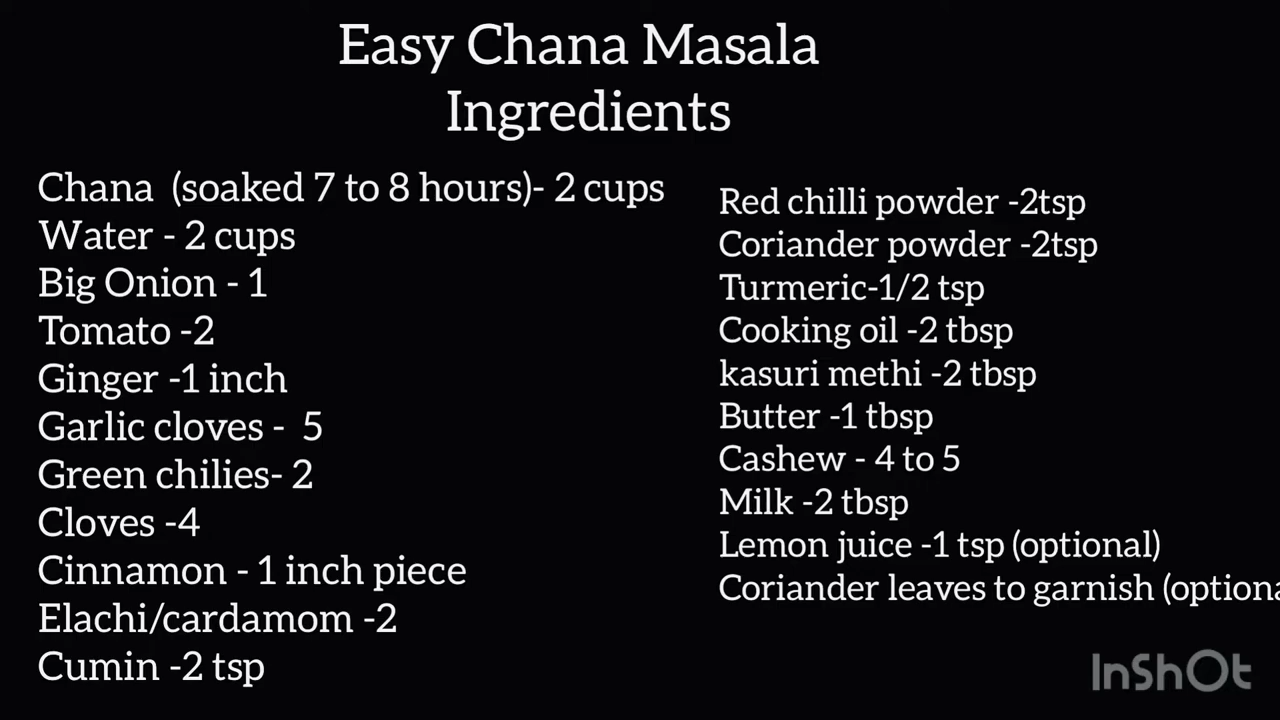 Easy Chana Masala
Ingredients
Chana (soaked 7 to 8 hours)- 2 cups
Water - 2 cups
Big Onion - 1
Tomato -2
Ginger -1 inch
Garlic cloves - 5
Green chilies- 2
Cloves -4
Cinnamon - 1 inch piece
Elachi/cardamom -2
Cumin -2 tsp
Red chilli powder -2tsp
Coriander powder -2tsp
Turmeric-1/2 tsp
Cooking oil -2 tbsp
kasuri methi -2 tbsp
Butter -1 tbsp
Cashew - 4 to 5
Milk -2 tbsp
Lemon juice -1 tsp (optional)
Coriander leaves to garnish (optiona
InShOt